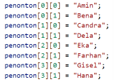 penonton[0][0] = "Amin";
penonton[0][1] = "Bena";
penonton[1][0] = "Candra";
penonton[1][1] = "Dela";
penonton[2][0] = "Eka";
penonton[2][1] = "Farhan";
penonton[3][0] = "Gisel";
penonton[3][1] = "Hana";